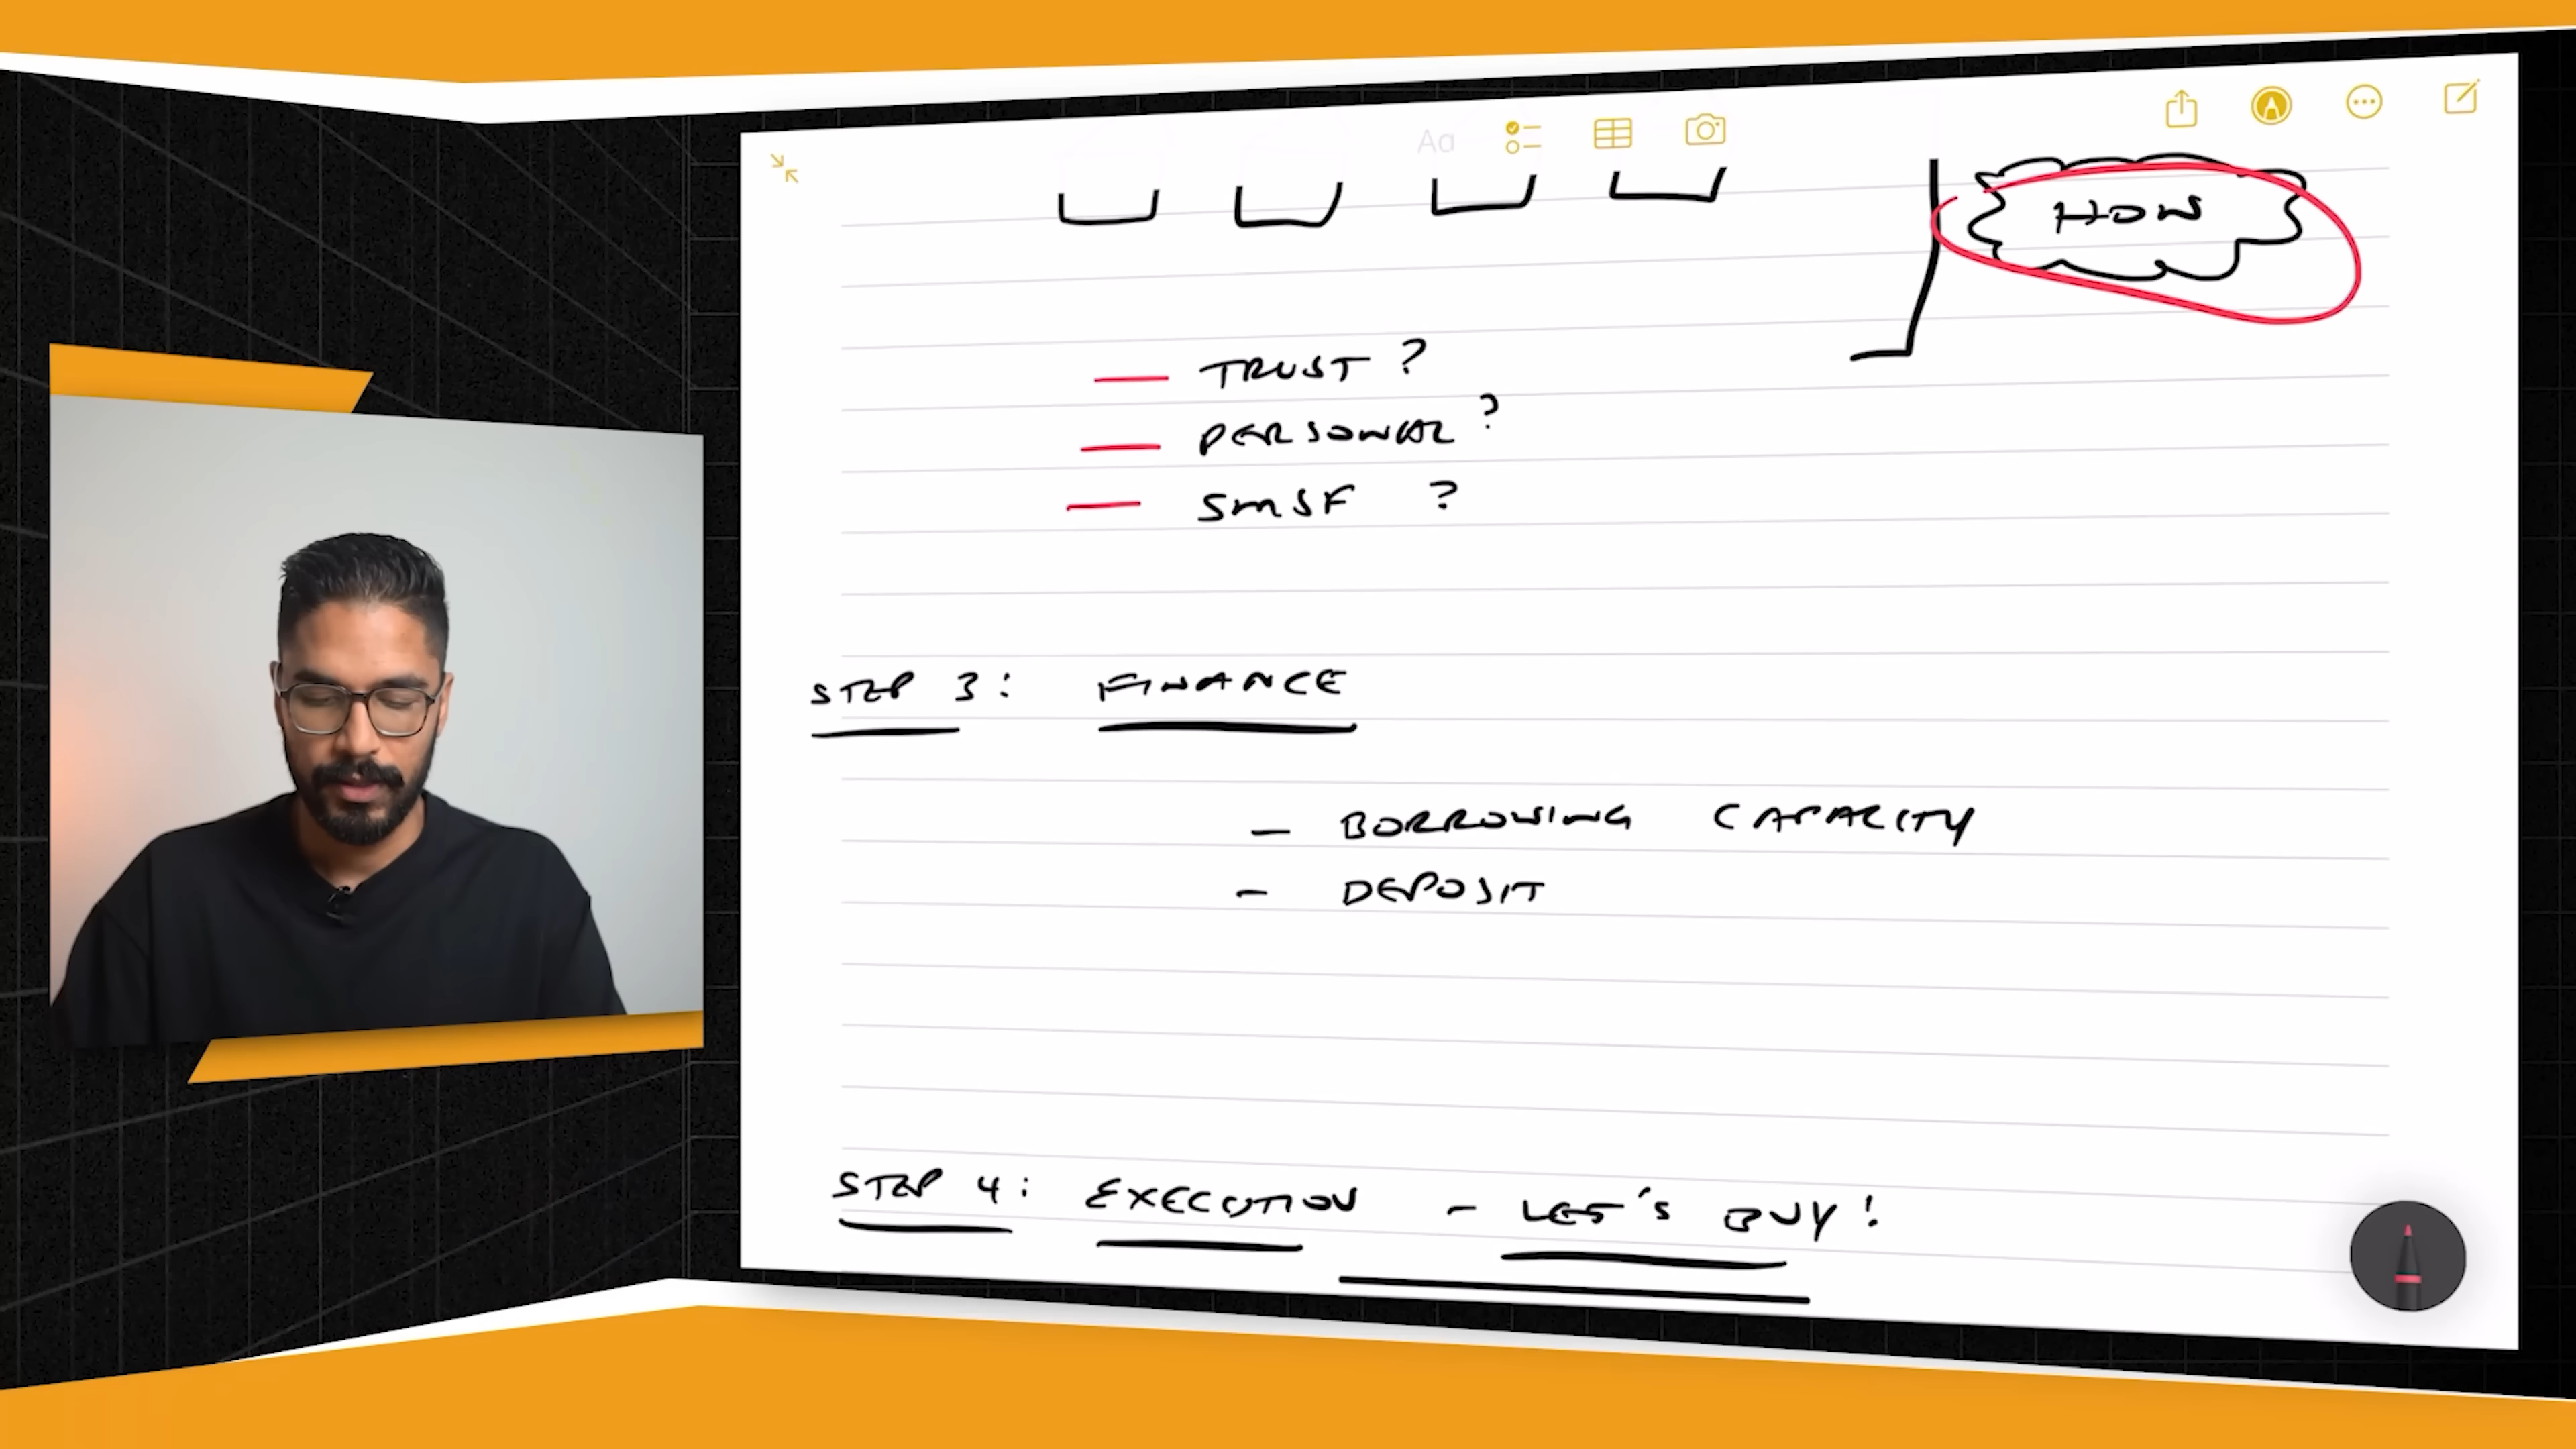 Aa
HOW
— TRUST ?
— PERSONAL ?
— SMSF ?
STEP 3: FINANCE
- BORROWING CAPACITY
- DEPOSIT
STEP 4: EXECUTION - LET'S BUY!